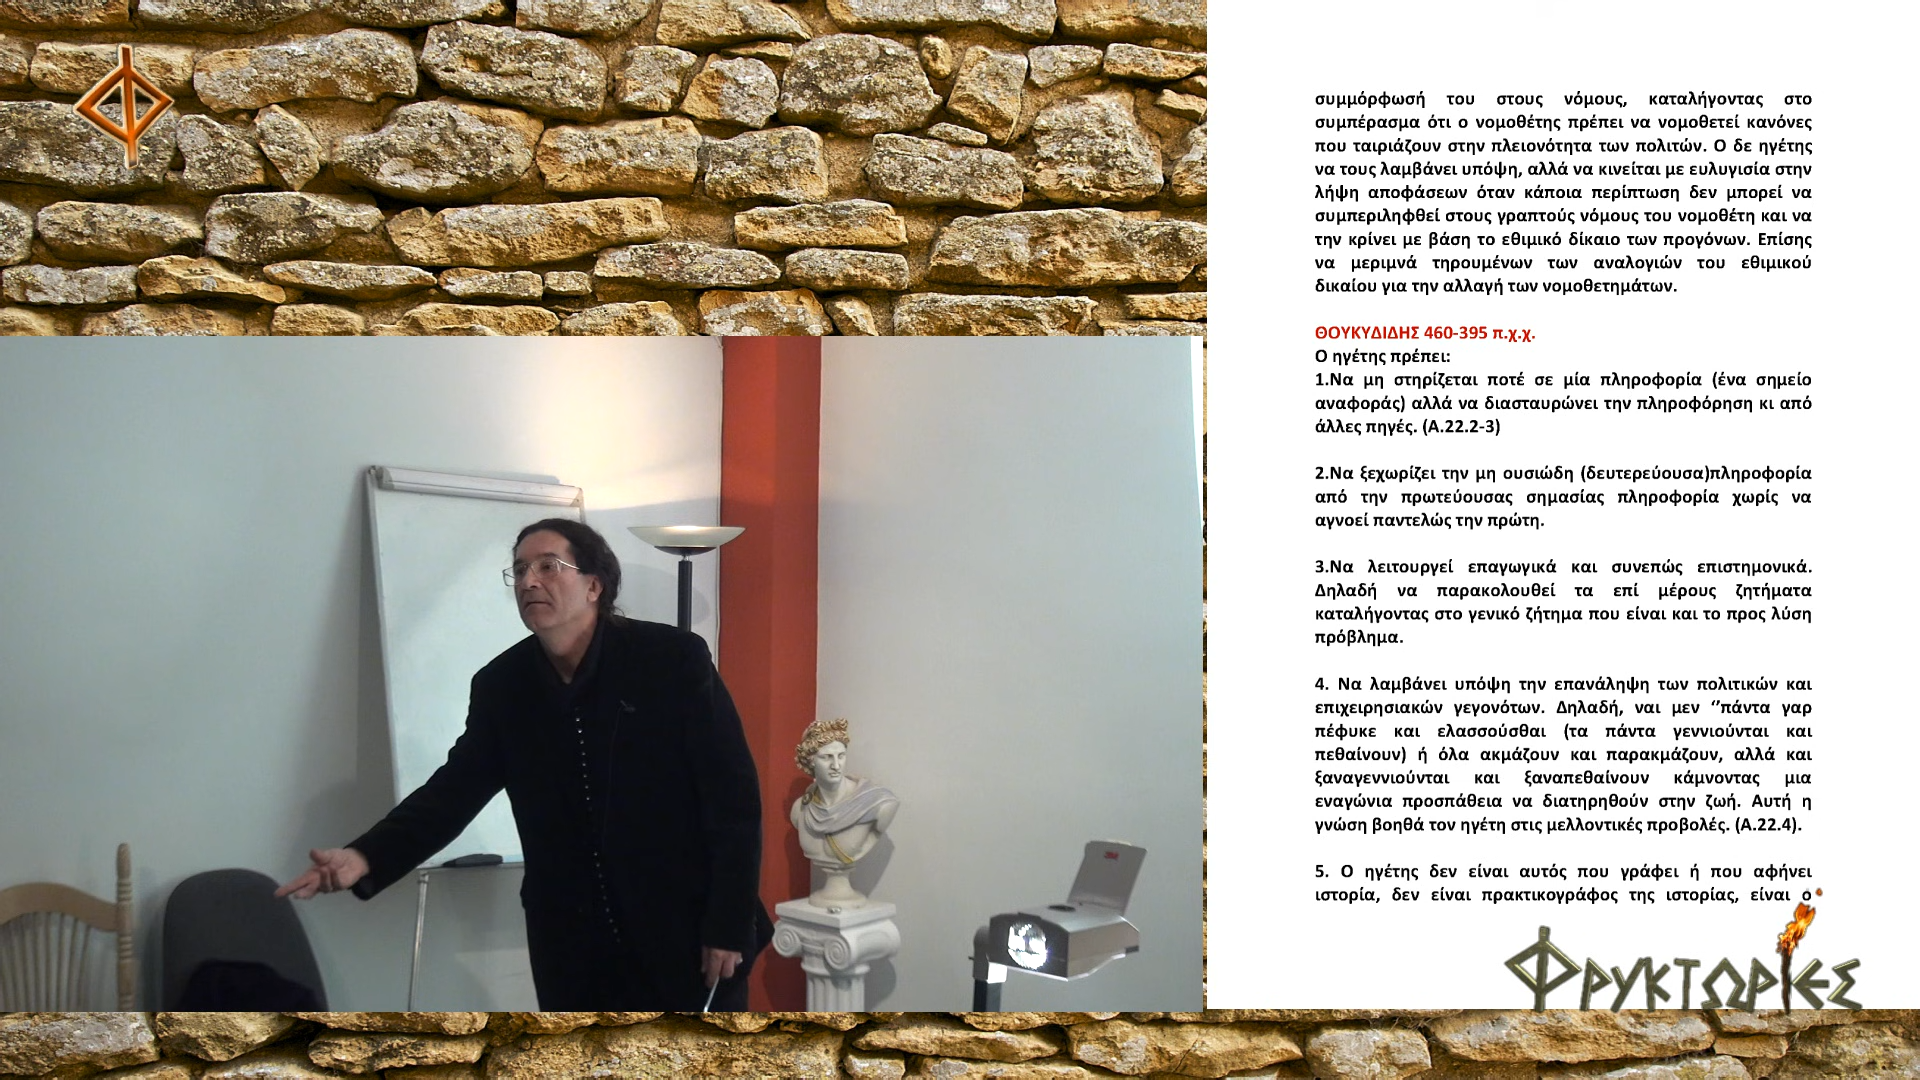 συμμόρφωσή του στους νόμους, καταλήγοντας στο
συμπέρασμα ότι ο νομοθέτης πρέπει να νομοθετεί κανόνες
που ταιριάζουν στην πλειονότητα των πολιτών. Ο δε ηγέτης
να τους λαμβάνει υπόψη, αλλά να κινείται με ευλυγισία στην
λήψη αποφάσεων όταν κάποια περίπτωση δεν μπορεί να
συμπεριληφθεί στους γραπτούς νόμους του νομοθέτη και να
την κρίνει με βάση το εθιμικό δίκαιο των προγόνων. Επίσης
να μεριμνά τηρουμένων των αναλογιών του εθιμικού
δικαίου για την αλλαγή των νομοθετημάτων.
ΘΟΥΚΥΔΙΔΗΣ 460-395 π.χ.χ.
Ο ηγέτης πρέπει:
1.Να μη στηρίζεται ποτέ σε μία πληροφορία (ένα σημείο
αναφοράς) αλλά να διασταυρώνει την πληροφόρηση κι από
άλλες πηγές. (Α.22.2-3)
2.Να ξεχωρίζει την μη ουσιώδη (δευτερεύουσα)πληροφορία
από την πρωτεύουσας σημασίας πληροφορία χωρίς να
αγνοεί παντελώς την πρώτη.
3.Να λειτουργεί επαγωγικά και συνεπώς επιστημονικά.
Δηλαδή να παρακολουθεί τα επί μέρους ζητήματα
καταλήγοντας στο γενικό ζήτημα που είναι και το προς λύση
πρόβλημα.
4. Να λαμβάνει υπόψη την επανάληψη των πολιτικών και
επιχειρησιακών γεγονότων. Δηλαδή, ναι μεν ‘’πάντα γαρ
πέφυκε και ελασσούσθαι (τα πάντα γεννιούνται και
πεθαίνουν) ή όλα ακμάζουν και παρακμάζουν, αλλά και
ξαναγεννιούνται και ξαναπεθαίνουν κάμνοντας μια
εναγώνια προσπάθεια να διατηρηθούν στην ζωή. Αυτή η
γνώση βοηθά τον ηγέτη στις μελλοντικές προβολές. (Α.22.4).
5. Ο ηγέτης δεν είναι αυτός που γράφει ή που αφήνει
ιστορία, δεν είναι πρακτικογράφος της ιστορίας, είναι ο
ΦΡΥΚΤΩΡΙΕΣ